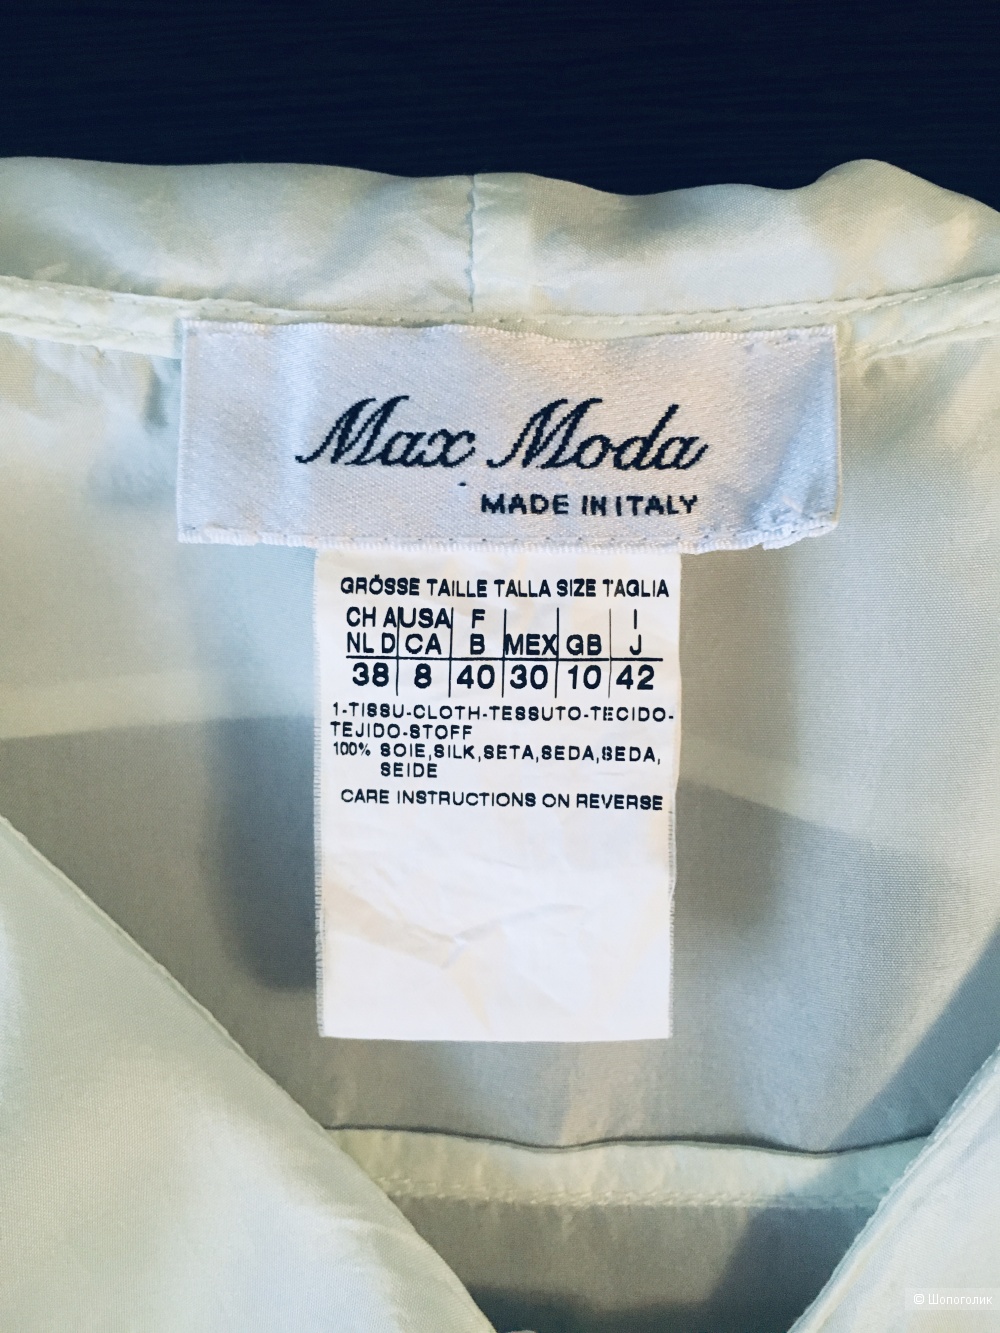 Max Moda
MADE IN ITALY
GRÖSSE TAILLE TALLA SIZE TAGLIA
CH A USA F I
NL D CA B MEX GB J
38 8 40 30 10 42
1-TISSU-CLOTH-TESSUTO-TECIDO-
TEJIDO-STOFF
100% SOIE,SILK,SETA,SEDA,SEDA,
SEIDE
CARE INSTRUCTIONS ON REVERSE
© Шопоголик